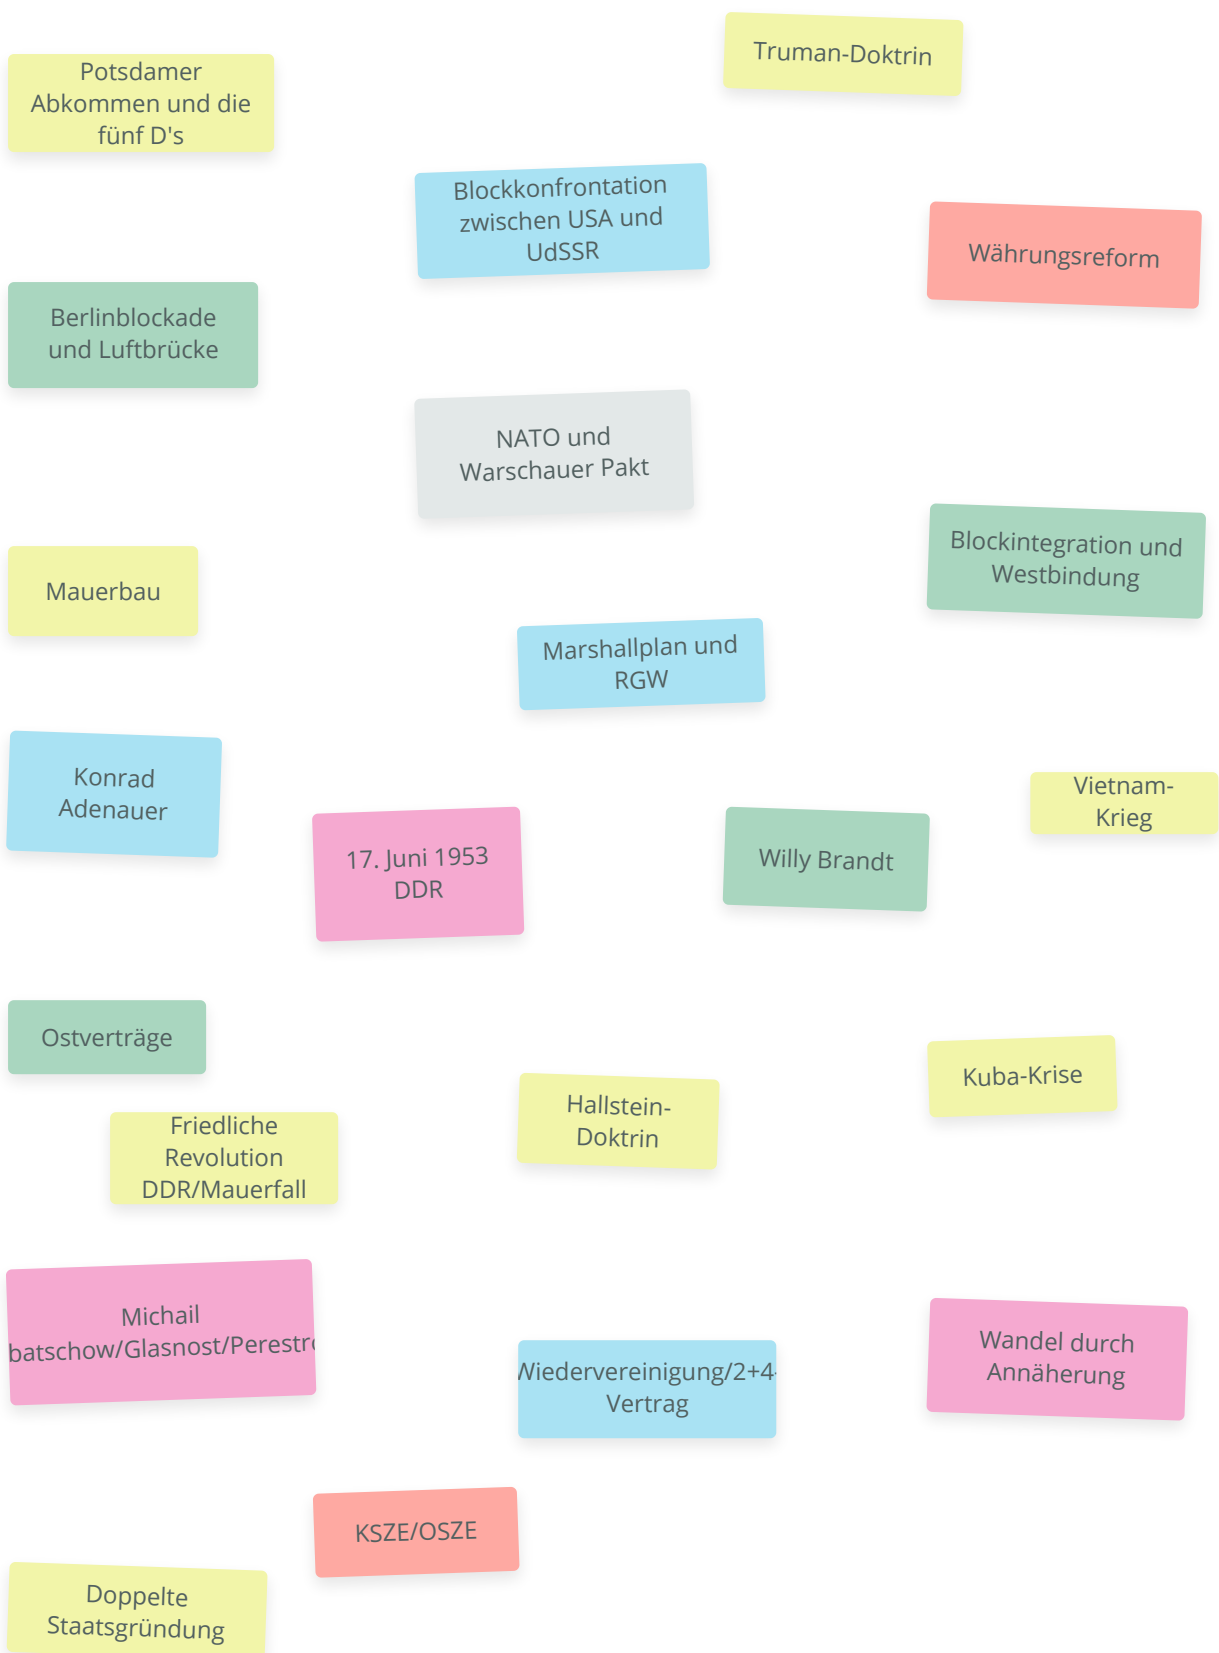 Truman-Doktrin
Potsdamer
Abkommen und die
fünf D's
Blockkonfrontation
zwischen USA und
UdSSR
Währungsreform
Berlinblockade
und Luftbrücke
NATO und
Warschauer Pakt
Blockintegration und
Westbindung
Mauerbau
Marshallplan und
RGW
Konrad
Adenauer
Vietnam-
Krieg
17. Juni 1953
DDR
Willy Brandt
Ostverträge
Kuba-Krise
Hallstein-
Doktrin
Friedliche
Revolution
DDR/Mauerfall
Michail
batschow/Glasnost/Perestro
Wandel durch
Annäherung
Wiedervereinigung/2+4-
Vertrag
KSZE/OSZE
Doppelte
Staatsgründung